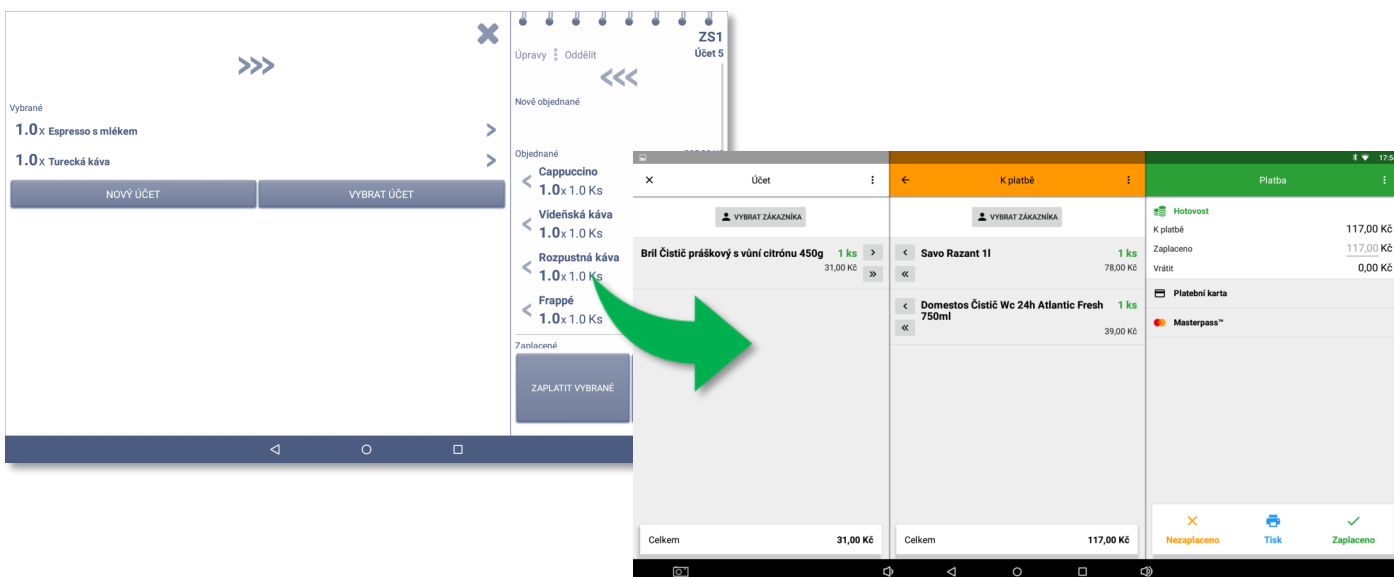 ZS1
Úpravy Oddělit Účet 5
>>>
<<<
Vybrané
1.0x Espresso s mlékem
1.0x Turecká káva
NOVÝ ÚČET VYBRAT ÚČET
Nově objednané
Objednané
Cappuccino
1.0x 1.0 Ks
Vídeňská káva
1.0x 1.0 Ks
Rozpustná káva
1.0x 1.0 Ks
Frappé
1.0x 1.0 Ks
Zaplacené
ZAPLATIT VYBRANÉ
17:5
Účet
VYBRAT ZÁKAZNÍKA
Bril Čistič práškový s vůní citrónu 450g 1 ks
31,00 Kč
Celkem 31,00 Kč
K platbě
VYBRAT ZÁKAZNÍKA
Savo Razant 1l 1 ks
78,00 Kč
Domestos Čistič Wc 24h Atlantic Fresh 1 ks
750ml
39,00 Kč
Celkem 117,00 Kč
Platba
Hotovost
K platbě 117,00 Kč
Zaplaceno 117,00 Kč
Vrátit 0,00 Kč
Platební karta
Masterpass™
Nezaplaceno Tisk Zaplaceno